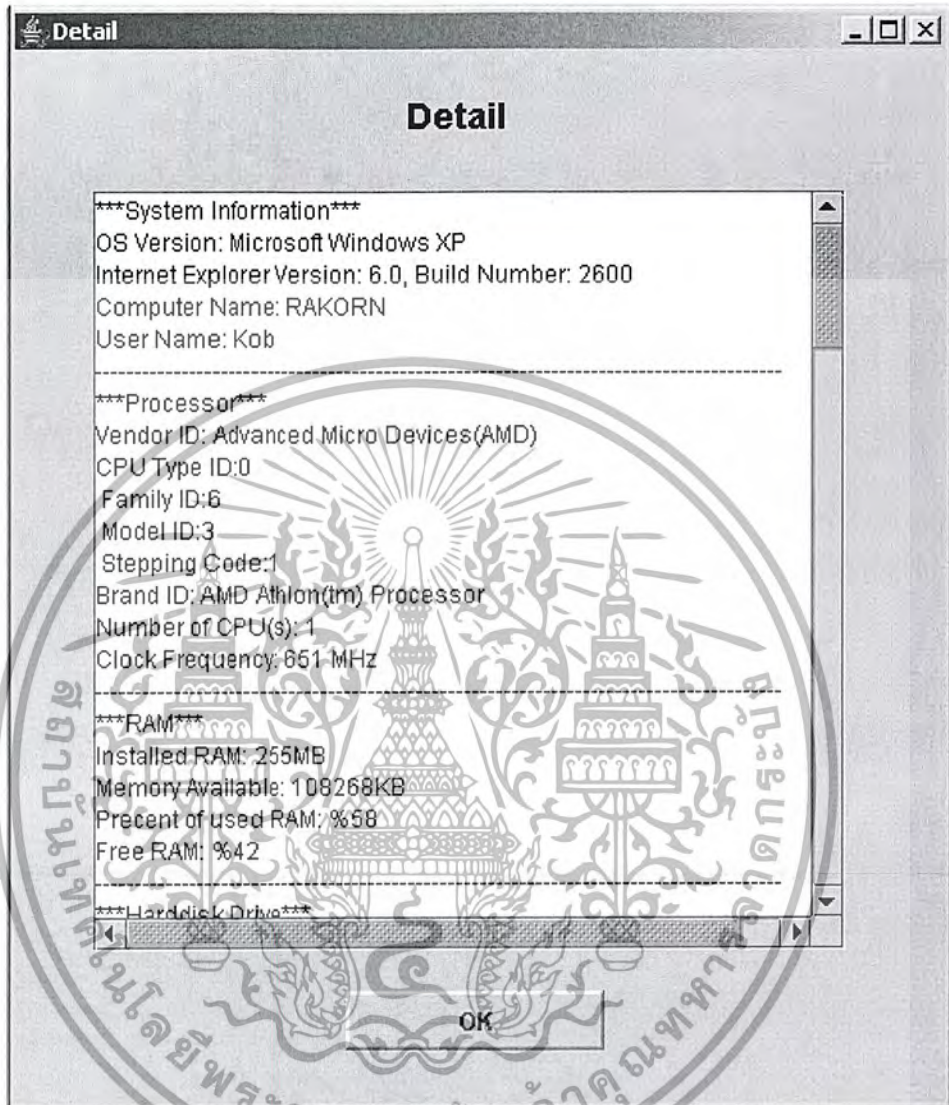 Detail
Detail
***System Information***
OS Version: Microsoft Windows XP
Internet Explorer Version: 6.0, Build Number: 2600
Computer Name: RAKORN
User Name: Kob
***Processor***
Vendor ID: Advanced Micro Devices(AMD)
CPU Type ID:0
Family ID:6
Model ID:3
Stepping Code:1
Brand ID: AMD Athlon(tm) Processor
Number of CPU(s): 1
Clock Frequency: 651 MHz
***RAM***
Installed RAM: 255MB
Memory Available: 108268KB
Precent of used RAM: %58
Free RAM: %42
***Harddisk Drive***
OK